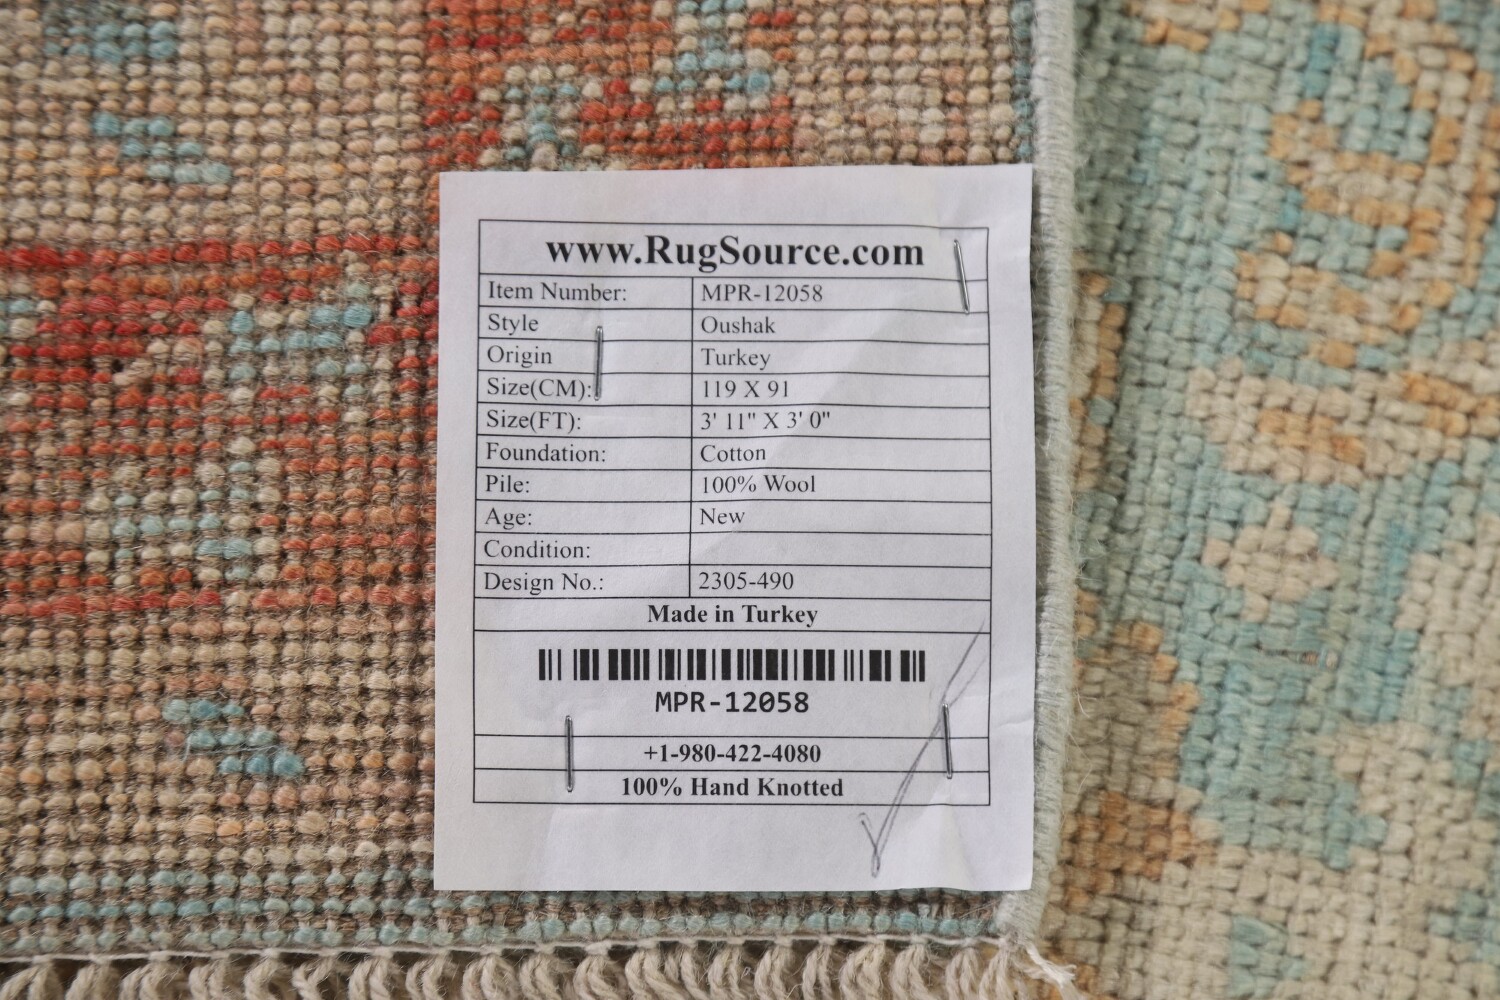 www.RugSource.com
Item Number: MPR-12058
Style Oushak
Origin Turkey
Size(CM): 119 X 91
Size(FT): 3' 11" X 3' 0"
Foundation: Cotton
Pile: 100% Wool
Age: New
Condition:
Design No.: 2305-490
Made in Turkey
MPR-12058
+1-980-422-4080
100% Hand Knotted